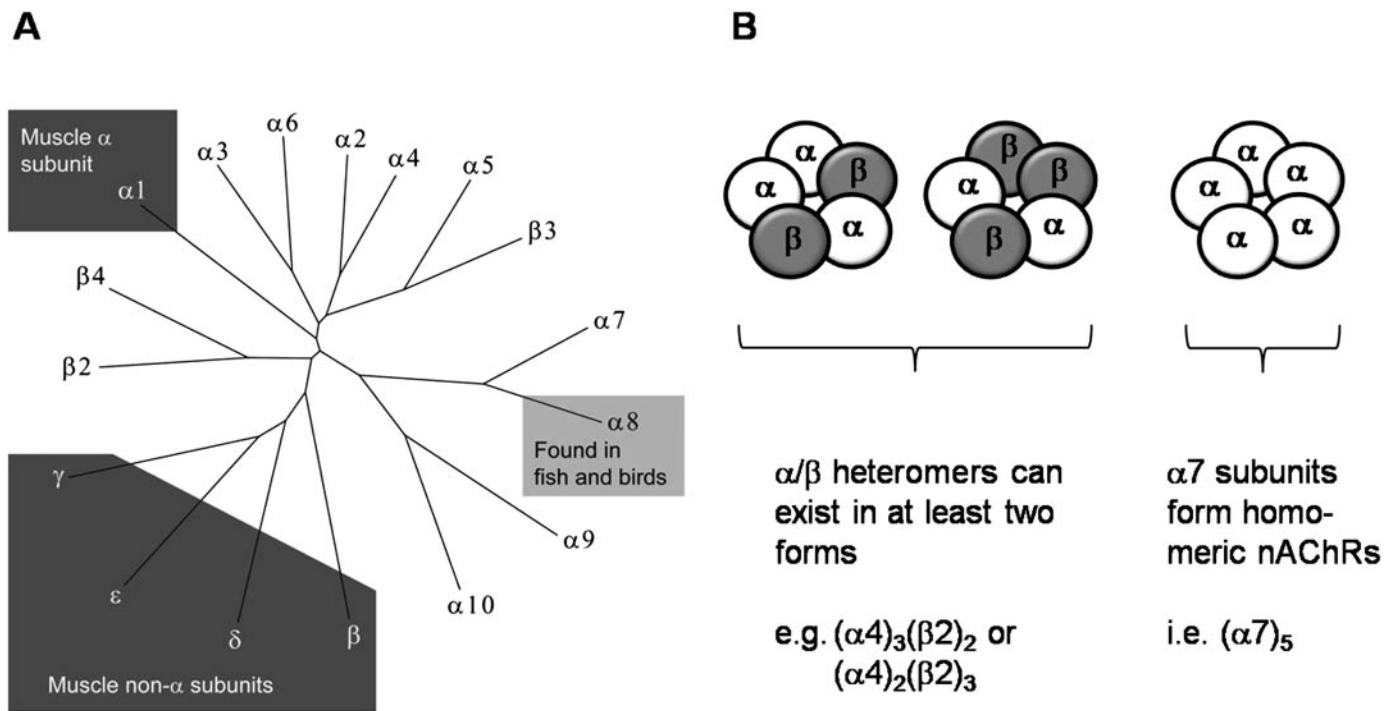 A
Muscle α
subunit
α1
α3
α6
α2
α4
α5
β3
β4
β2
α7
α8
Found in
fish and birds
α9
α10
γ
ε
δ
β
Muscle non-α subunits
B
α
α
β
β
α
β
α
β
β
α
α
α
α
α
α
α/β heteromers can
exist in at least two
forms
e.g. (α4)₃(β2)₂ or
(α4)₂(β2)₃
α7 subunits
form homo-
meric nAChRs
i.e. (α7)₅